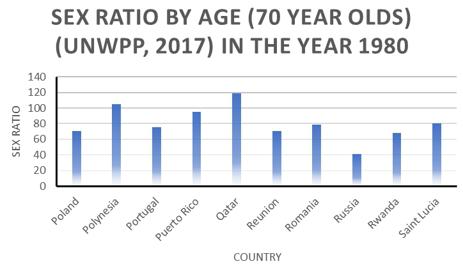 SEX RATIO BY AGE (70 YEAR OLDS)
(UNWPP, 2017) IN THE YEAR 1980
SEX RATIO
140
120
100
80
60
40
20
0
Poland
Polynesia
Portugal
Puerto Rico
Qatar
Reunion
Romania
Russia
Rwanda
Saint Lucia
COUNTRY